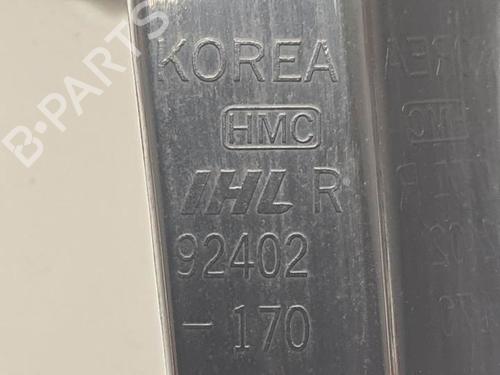 B-PARTS
KOREA
HMC
IHL R
92402
- 170